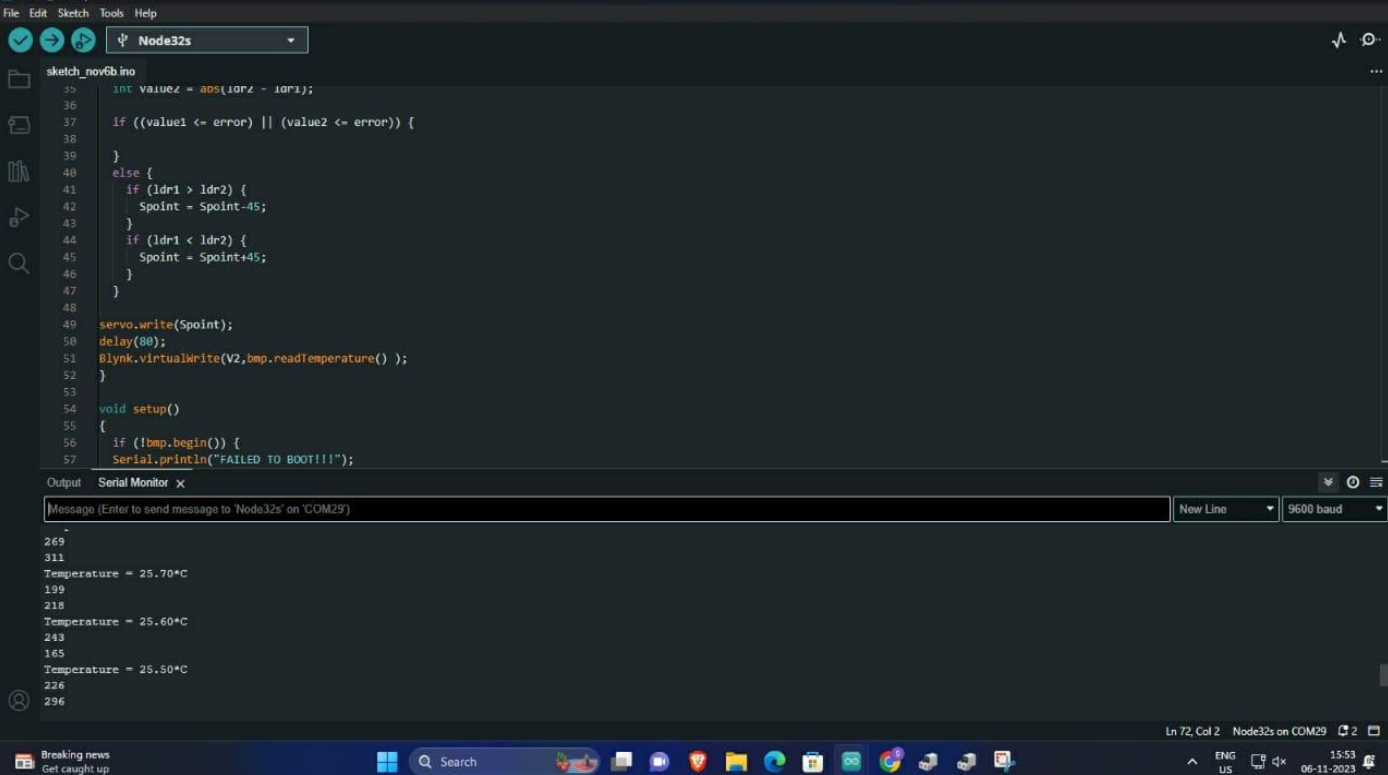 File Edit Sketch Tools Help
Node32s
sketch_nov6b.ino
35 int value2 = abs(ldr2 - ldr1);
36
37 if ((value1 <= error) || (value2 <= error)) {
38
39 }
40 else {
41 if (ldr1 > ldr2) {
42 Spoint = Spoint-45;
43 }
44 if (ldr1 < ldr2) {
45 Spoint = Spoint+45;
46 }
47 }
48
49 servo.write(Spoint);
50 delay(80);
51 Blynk.virtualWrite(V2,bmp.readTemperature() );
52 }
53
54 void setup()
55 {
56 if (!bmp.begin()) {
57 Serial.println("FAILED TO BOOT!!!");
Output Serial Monitor
Message (Enter to send message to 'Node32s' on 'COM29')
New Line 9600 baud
269
311
Temperature = 25.70*C
199
218
Temperature = 25.60*C
243
165
Temperature = 25.50*C
226
296
Ln 72, Col 2 Node32s on COM29 2
Breaking news
Get caught up
Search
ENG
US
15:53
06-11-2023